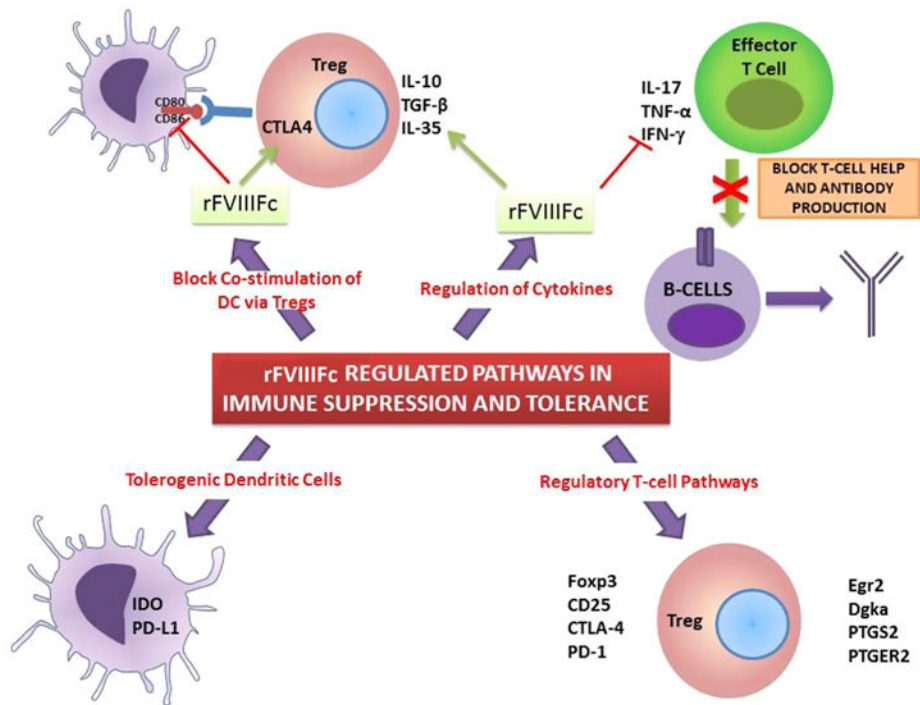 CD80
CD86
Treg
CTLA4
IL-10
TGF-β
IL-35
IL-17
TNF-α
IFN-γ
Effector
T Cell
BLOCK T-CELL HELP
AND ANTIBODY
PRODUCTION
rFVIIIFc
rFVIIIFc
Block Co-stimulation of
DC via Tregs
Regulation of Cytokines
B-CELLS
rFVIIIFc REGULATED PATHWAYS IN
IMMUNE SUPPRESSION AND TOLERANCE
Tolerogenic Dendritic Cells
Regulatory T-cell Pathways
IDO
PD-L1
Foxp3
CD25
CTLA-4
PD-1
Treg
Egr2
Dgka
PTGS2
PTGER2